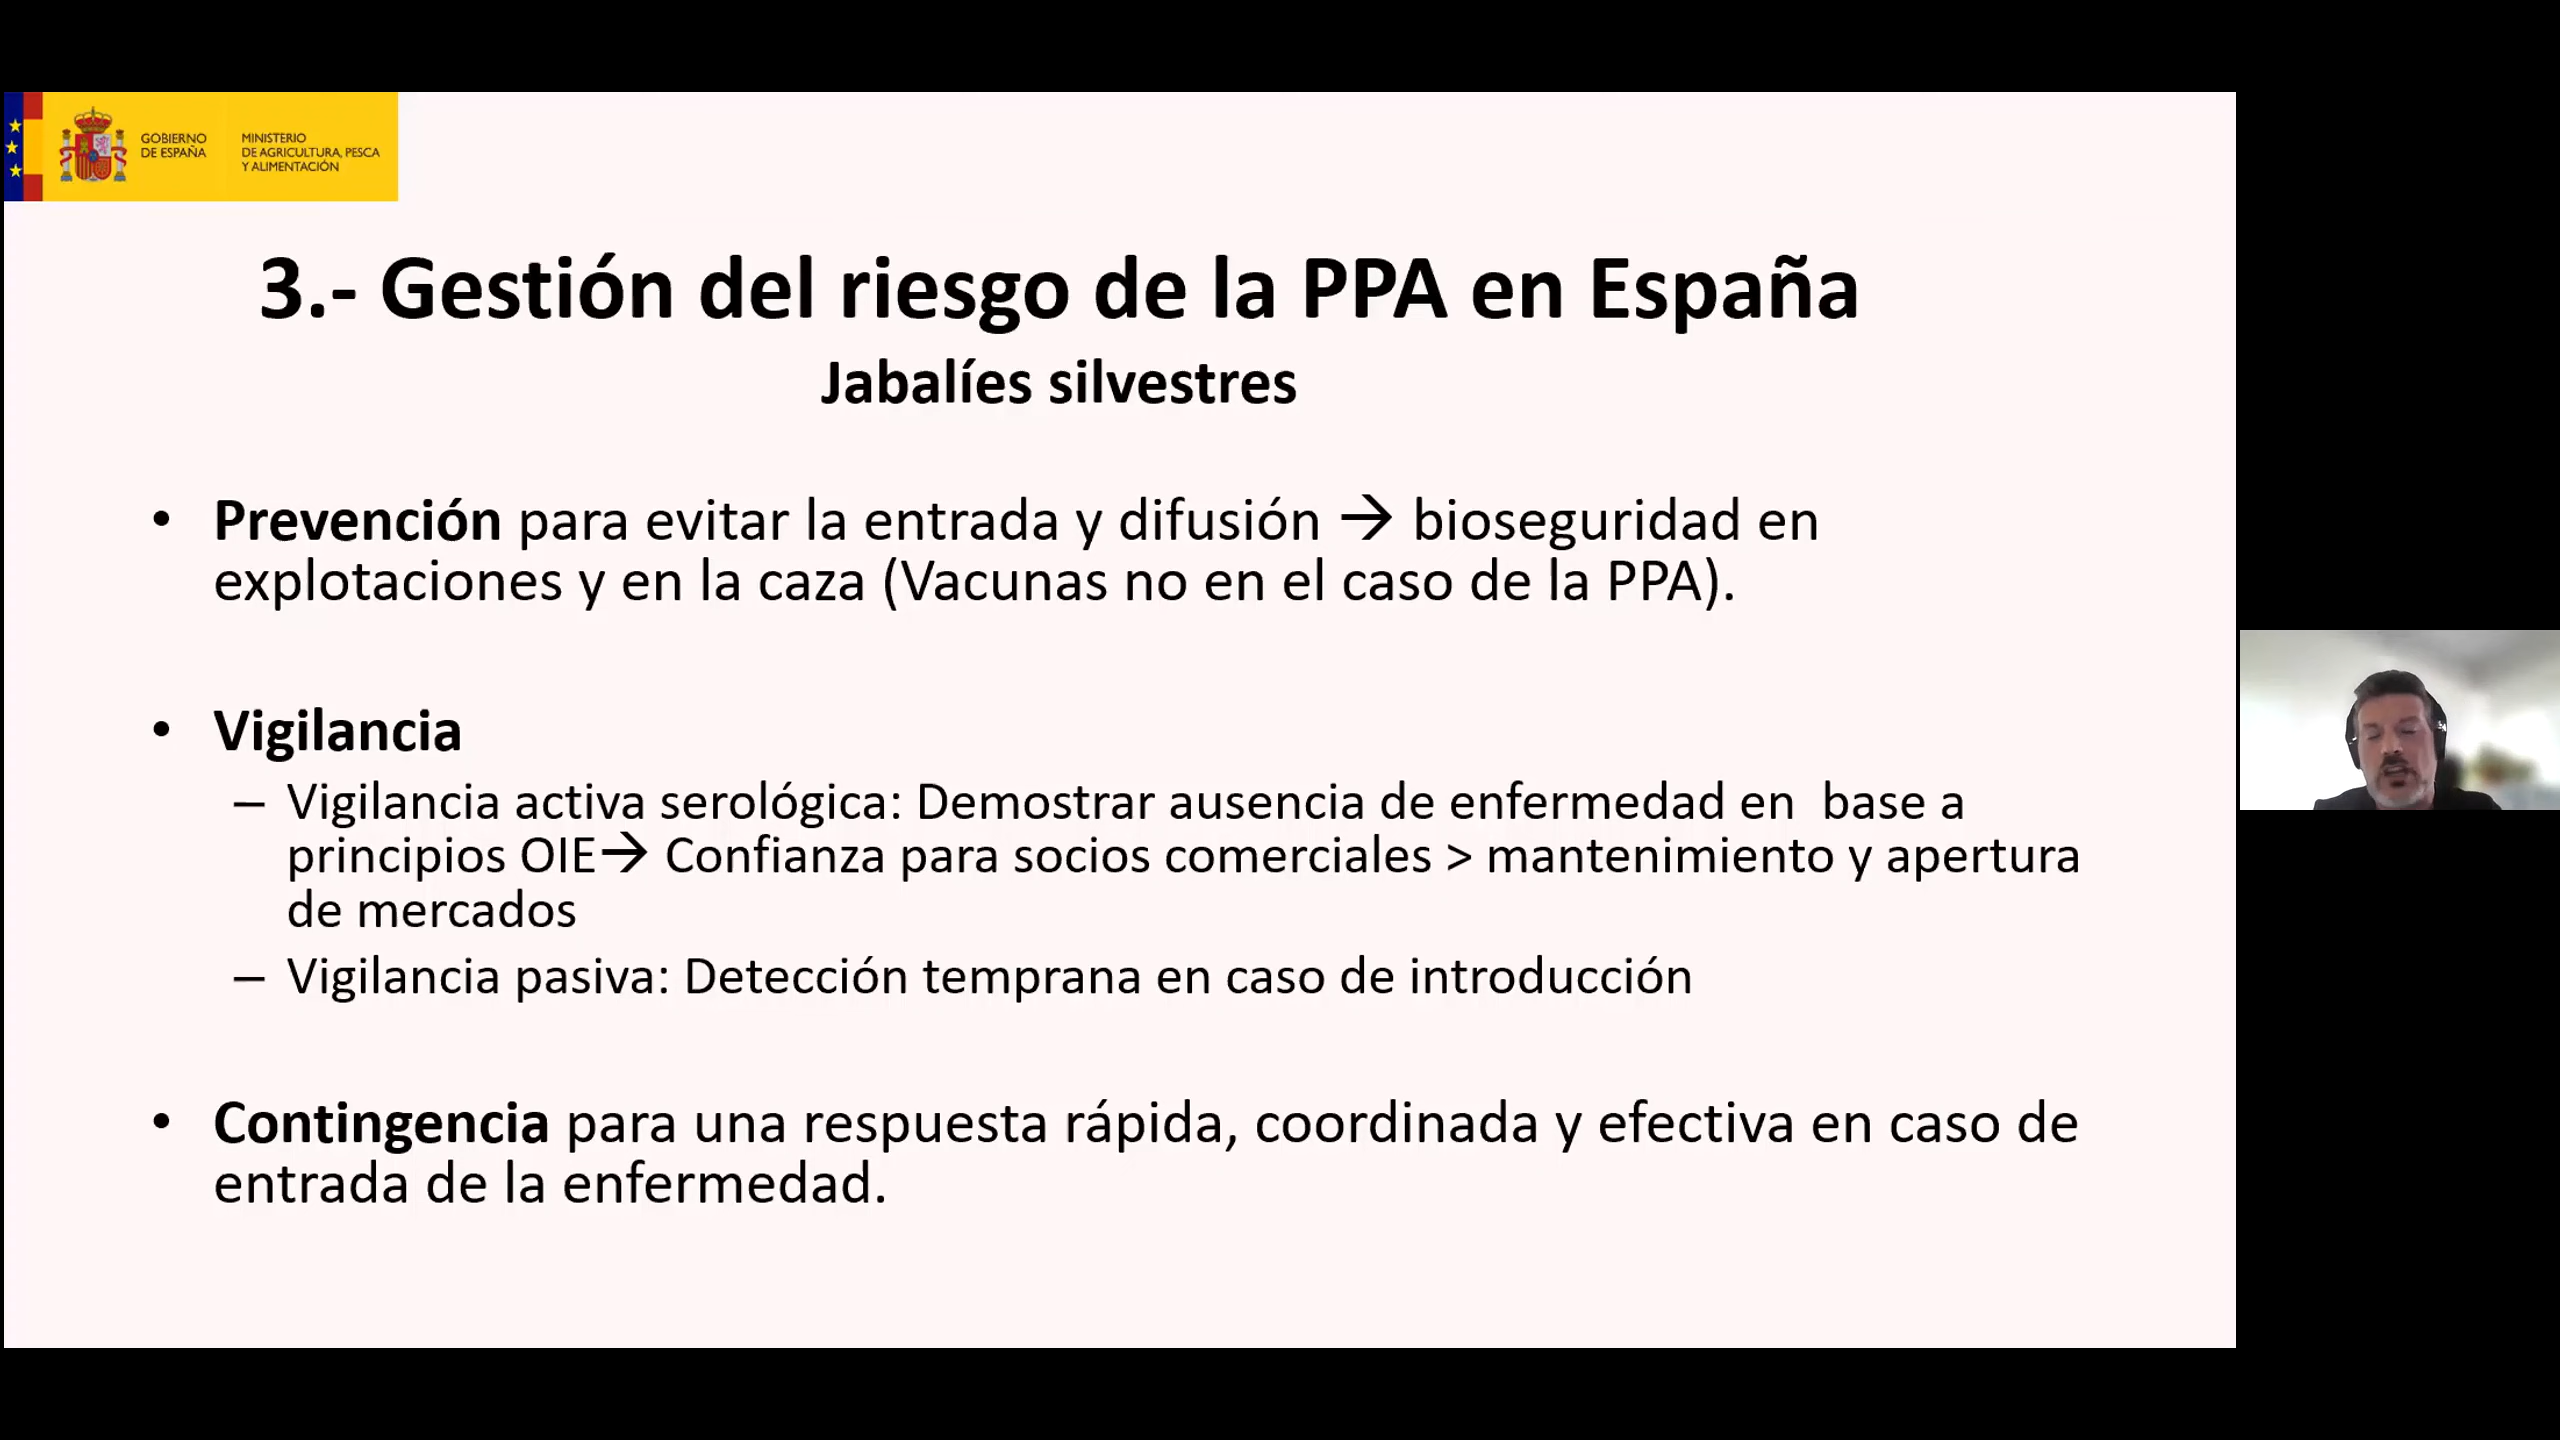 GOBIERNO
DE ESPAÑA
MINISTERIO
DE AGRICULTURA, PESCA
Y ALIMENTACIÓN
3.- Gestión del riesgo de la PPA en España
Jabalíes silvestres
• Prevención para evitar la entrada y difusión → bioseguridad en
explotaciones y en la caza (Vacunas no en el caso de la PPA).
• Vigilancia
– Vigilancia activa serológica: Demostrar ausencia de enfermedad en  base a
principios OIE→ Confianza para socios comerciales > mantenimiento y apertura
de mercados
– Vigilancia pasiva: Detección temprana en caso de introducción
• Contingencia para una respuesta rápida, coordinada y efectiva en caso de
entrada de la enfermedad.